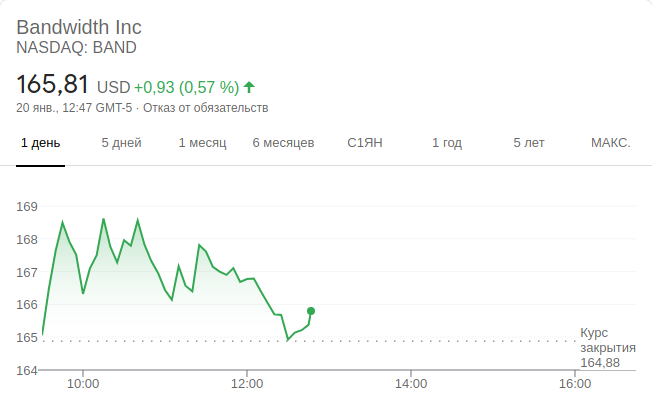 Bandwidth Inc
NASDAQ: BAND
165,81 USD +0,93 (0,57 %)
20 янв., 12:47 GMT-5 · Отказ от обязательств
1 день 5 дней 1 месяц 6 месяцев С1ЯН 1 год 5 лет МАКС.
169
168
167
166
165
164
Курс
закрытия
164,88
10:00 12:00 14:00 16:00